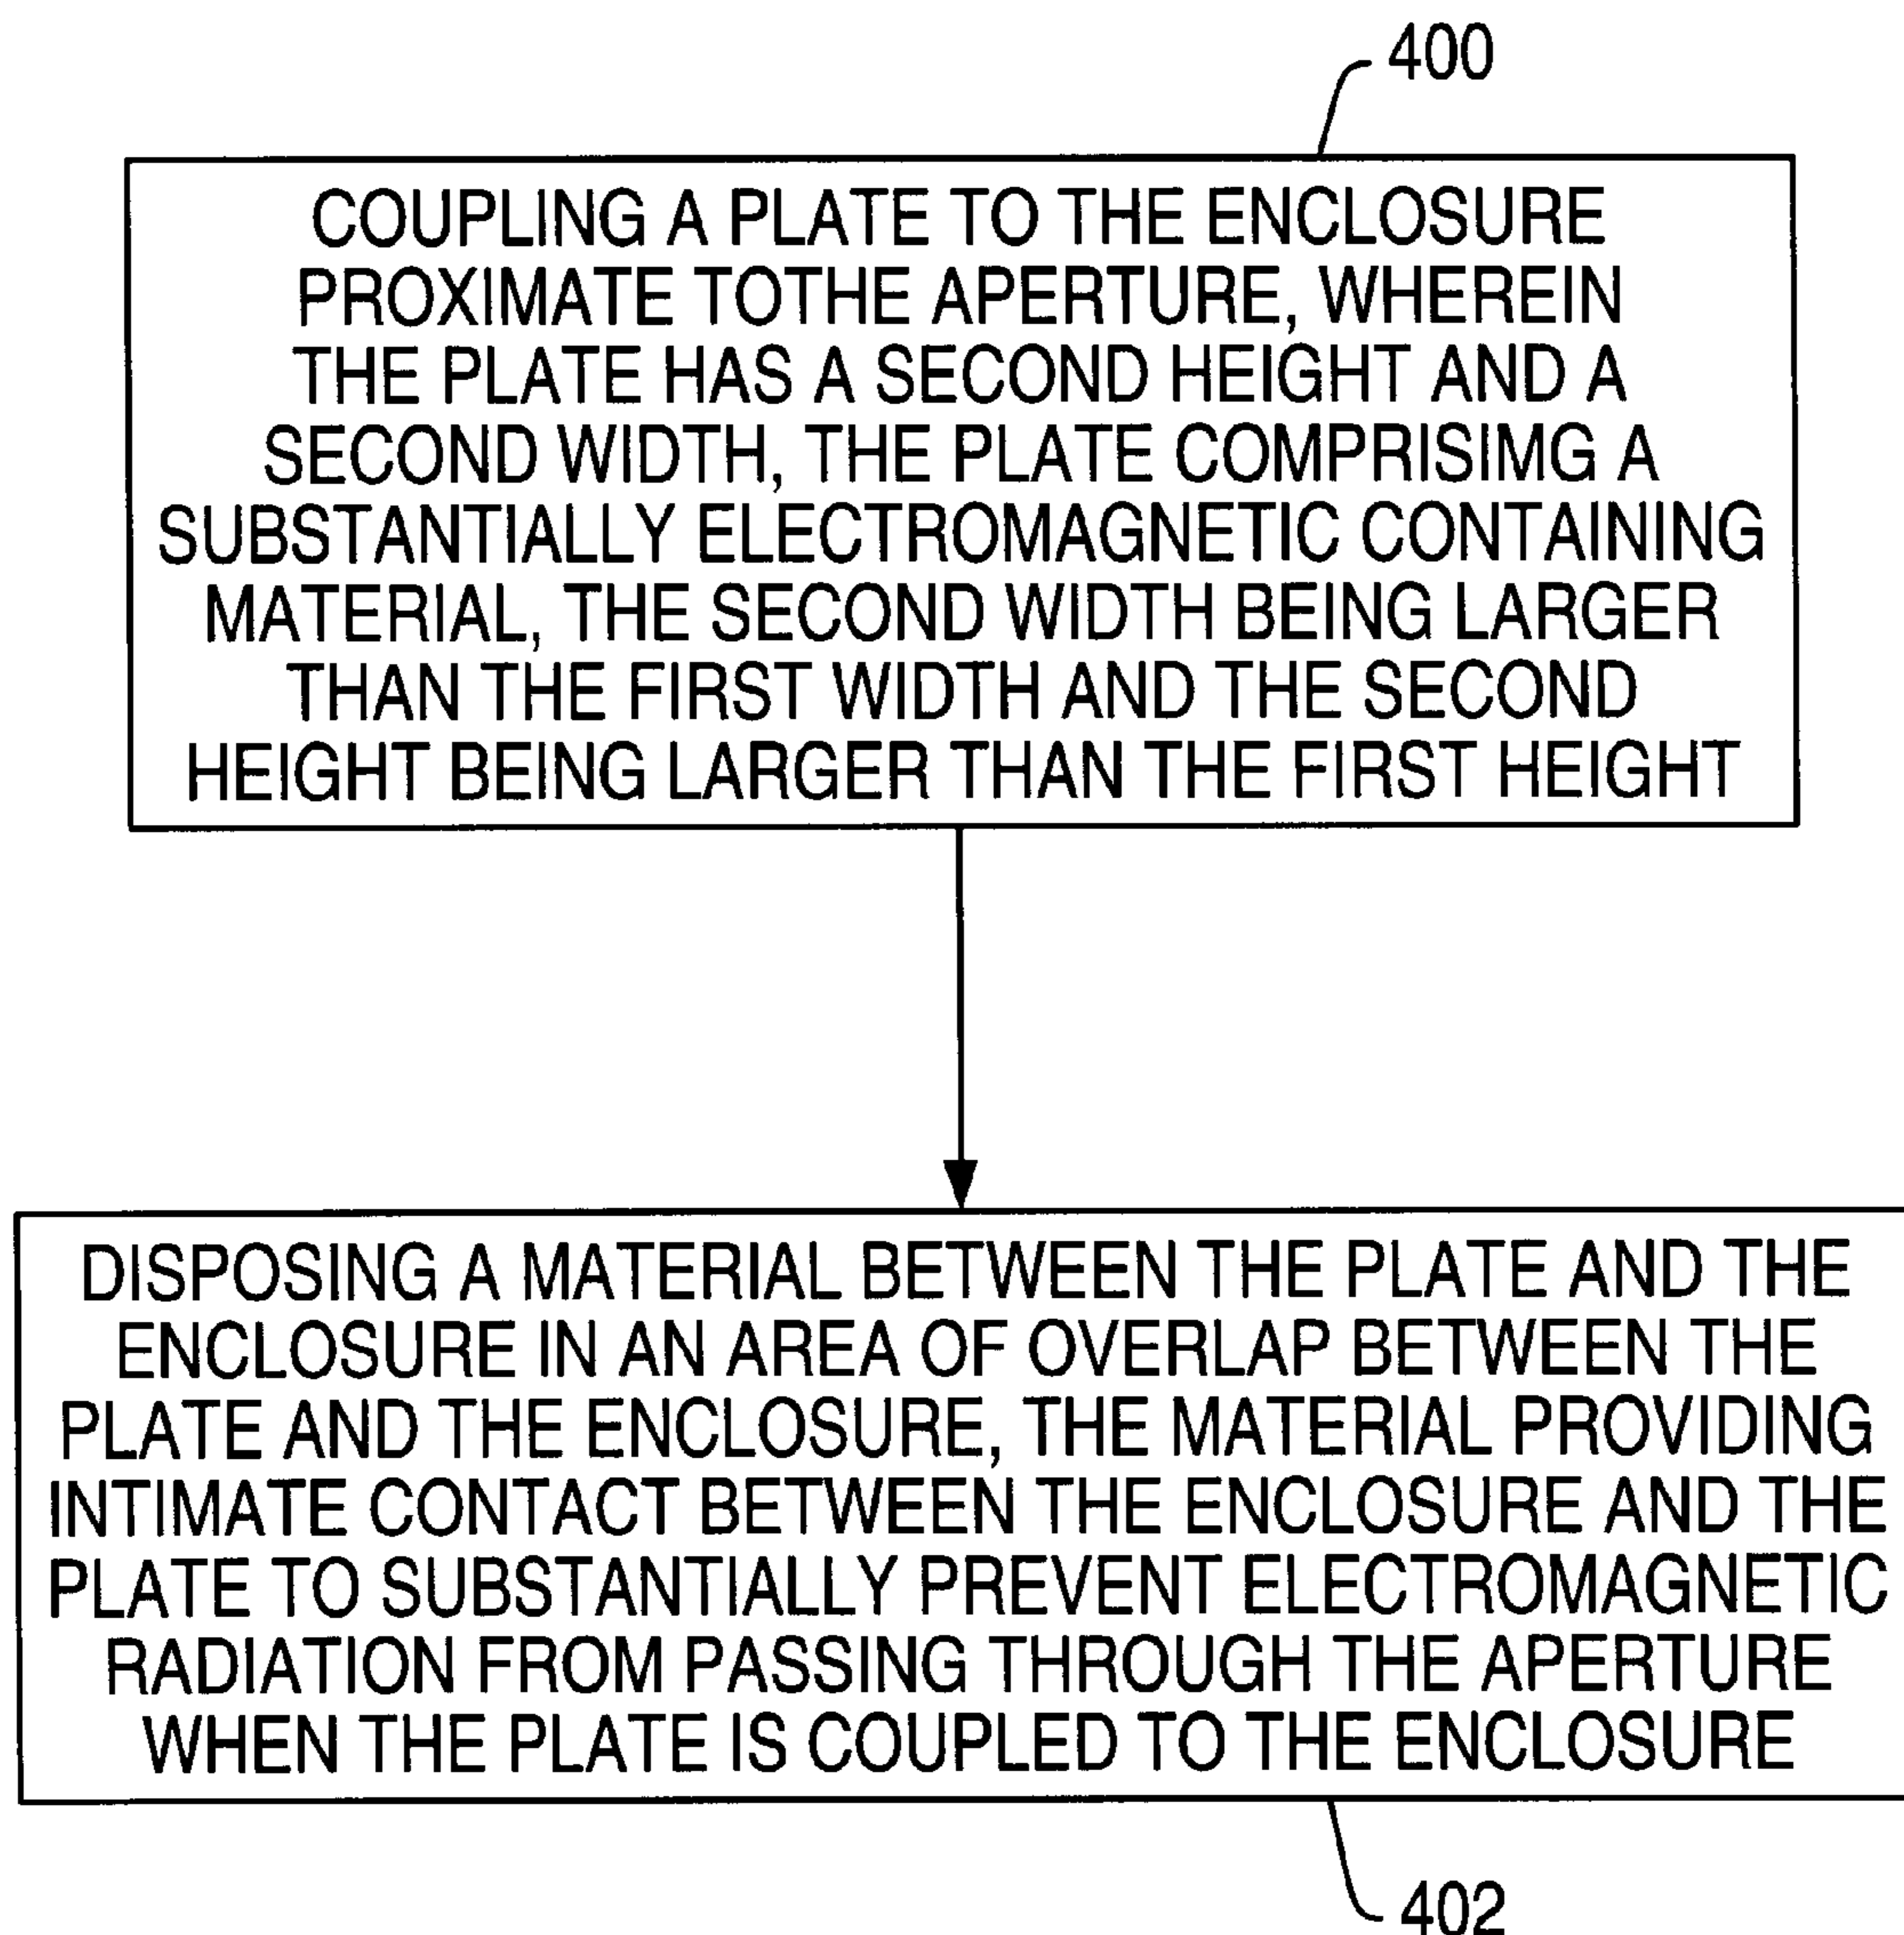 400
COUPLING A PLATE TO THE ENCLOSURE
PROXIMATE TOTHE APERTURE, WHEREIN
THE PLATE HAS A SECOND HEIGHT AND A
SECOND WIDTH, THE PLATE COMPRISIMG A
SUBSTANTIALLY ELECTROMAGNETIC CONTAINING
MATERIAL, THE SECOND WIDTH BEING LARGER
THAN THE FIRST WIDTH AND THE SECOND
HEIGHT BEING LARGER THAN THE FIRST HEIGHT
DISPOSING A MATERIAL BETWEEN THE PLATE AND THE
ENCLOSURE IN AN AREA OF OVERLAP BETWEEN THE
PLATE AND THE ENCLOSURE, THE MATERIAL PROVIDING
INTIMATE CONTACT BETWEEN THE ENCLOSURE AND THE
PLATE TO SUBSTANTIALLY PREVENT ELECTROMAGNETIC
RADIATION FROM PASSING THROUGH THE APERTURE
WHEN THE PLATE IS COUPLED TO THE ENCLOSURE
402